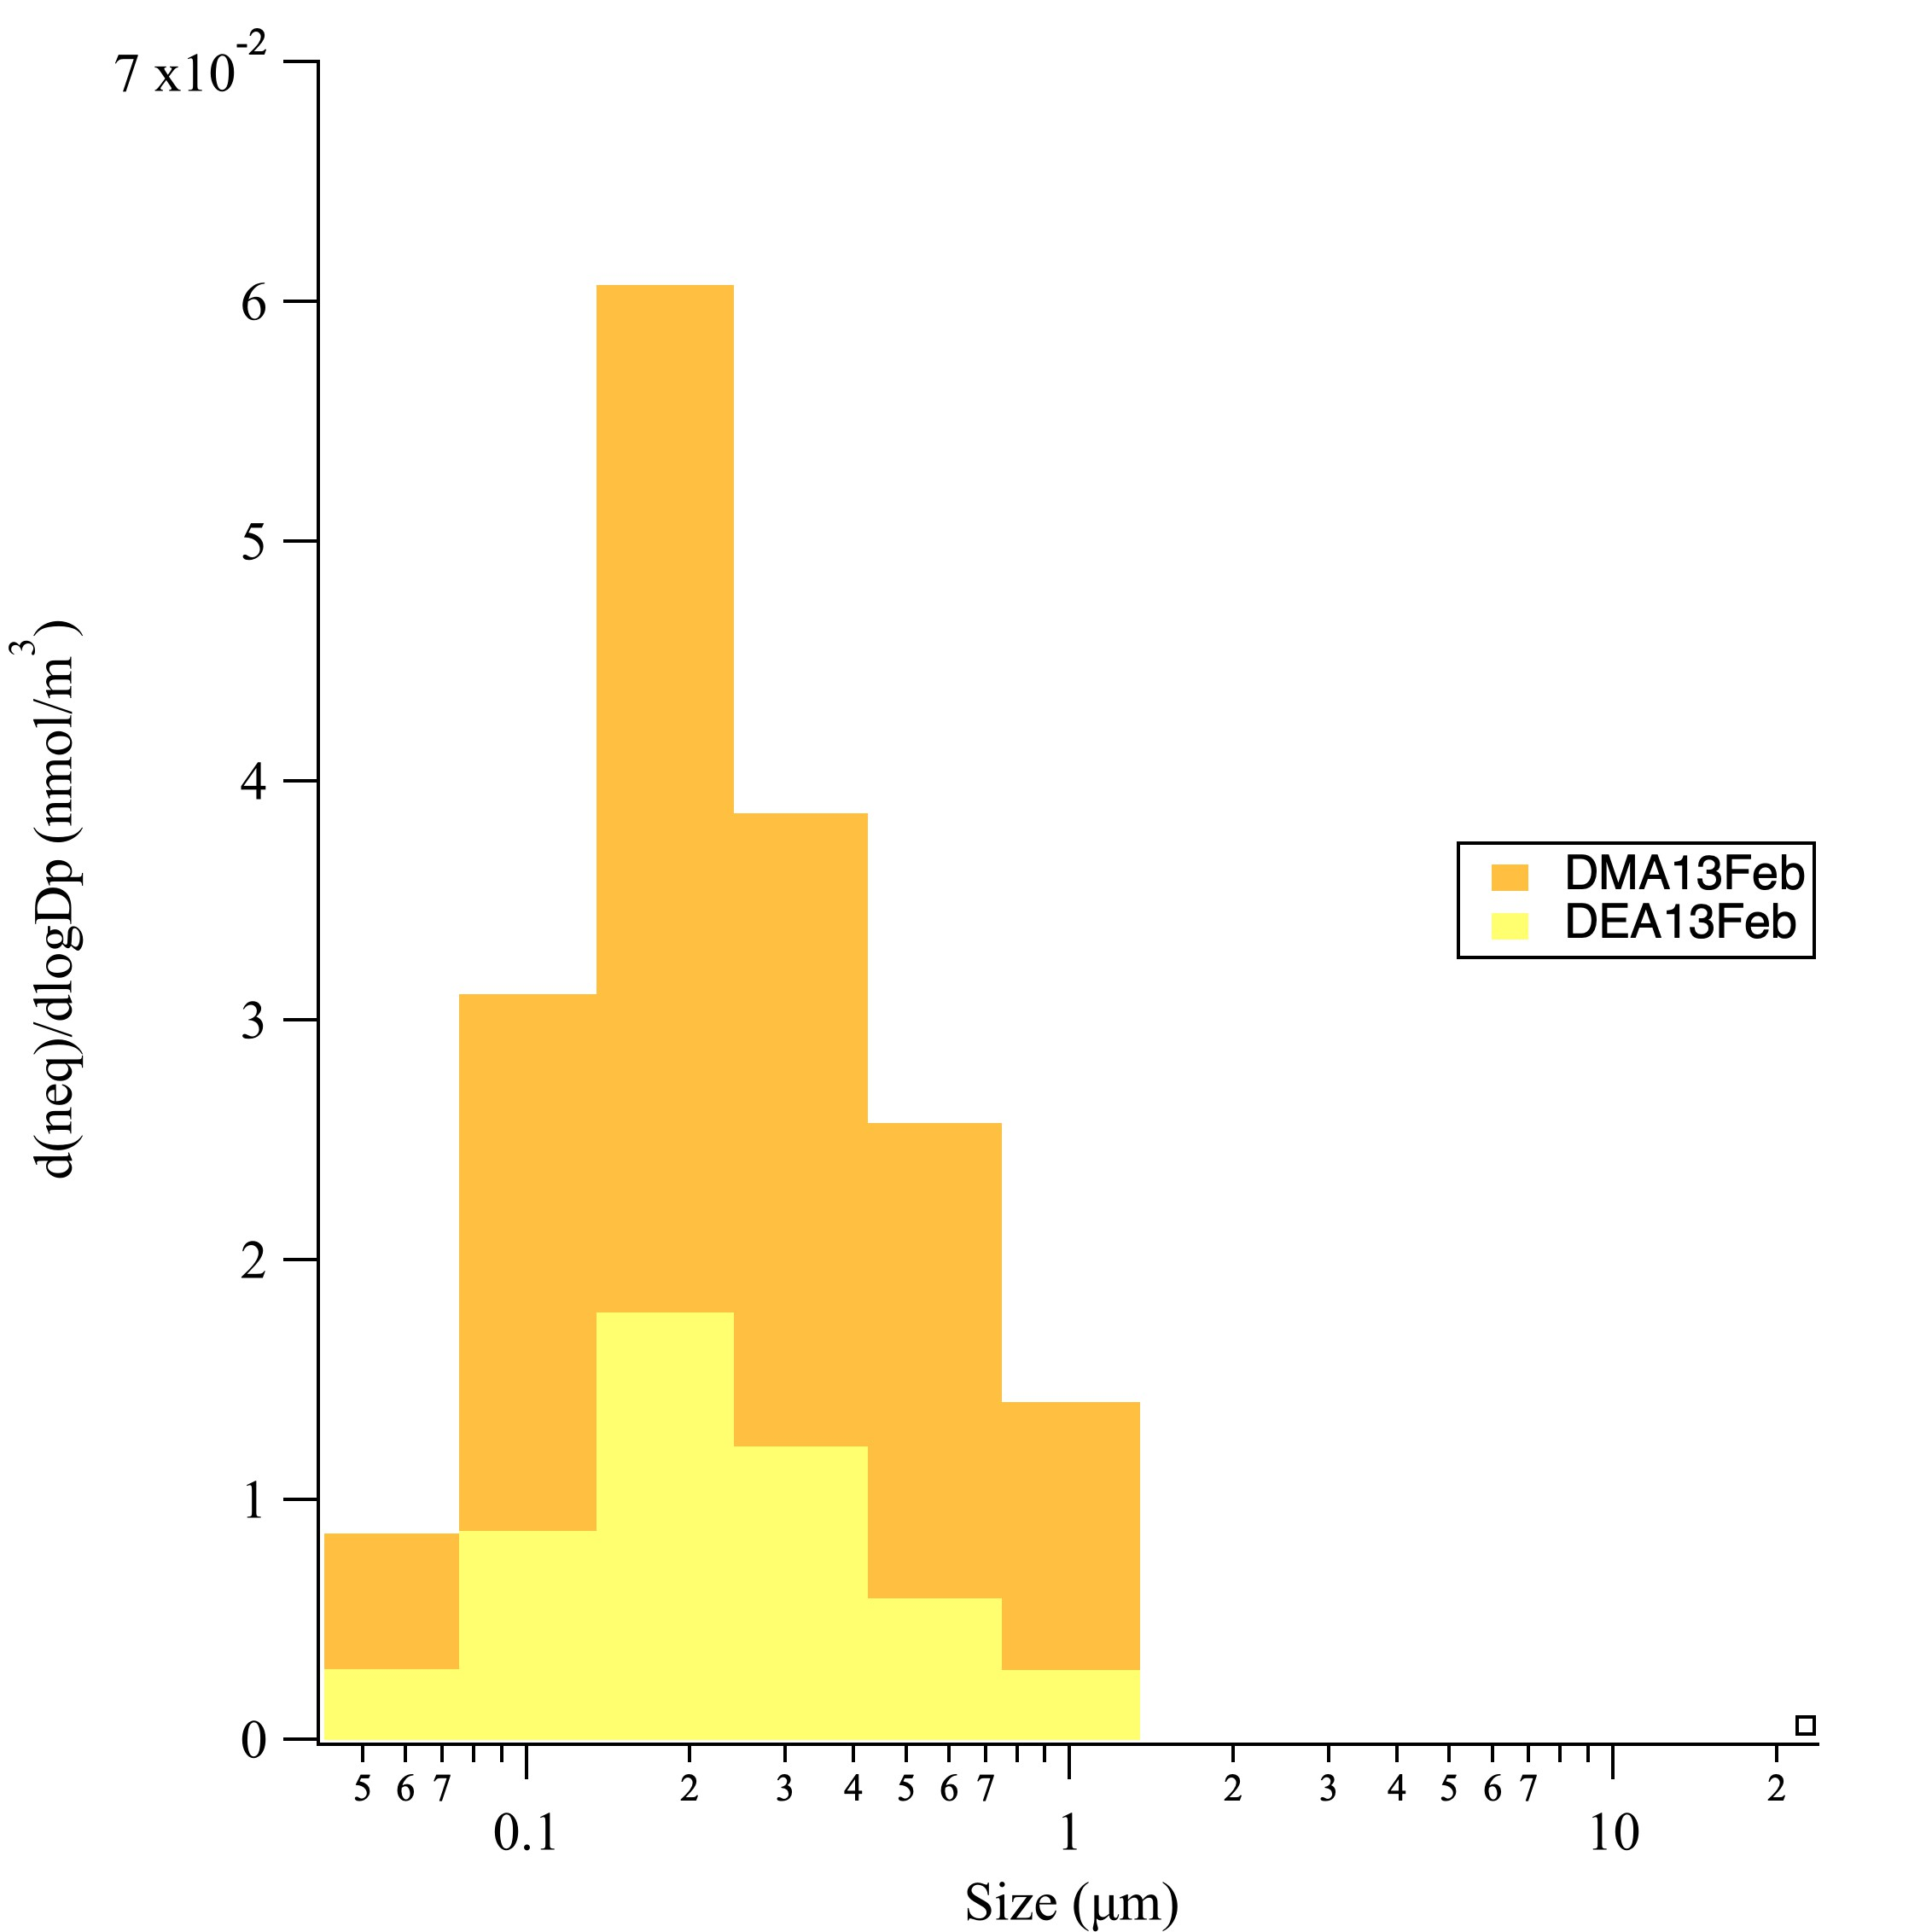 7 x10-2
6
5
4
3
2
1
0
d(neq)/dlogDp (nmol/m3)
DMA13Feb
DEA13Feb
5 6 7 2 3 4 5 6 7 2 3 4 5 6 7 2
0.1 1 10
Size (μm)